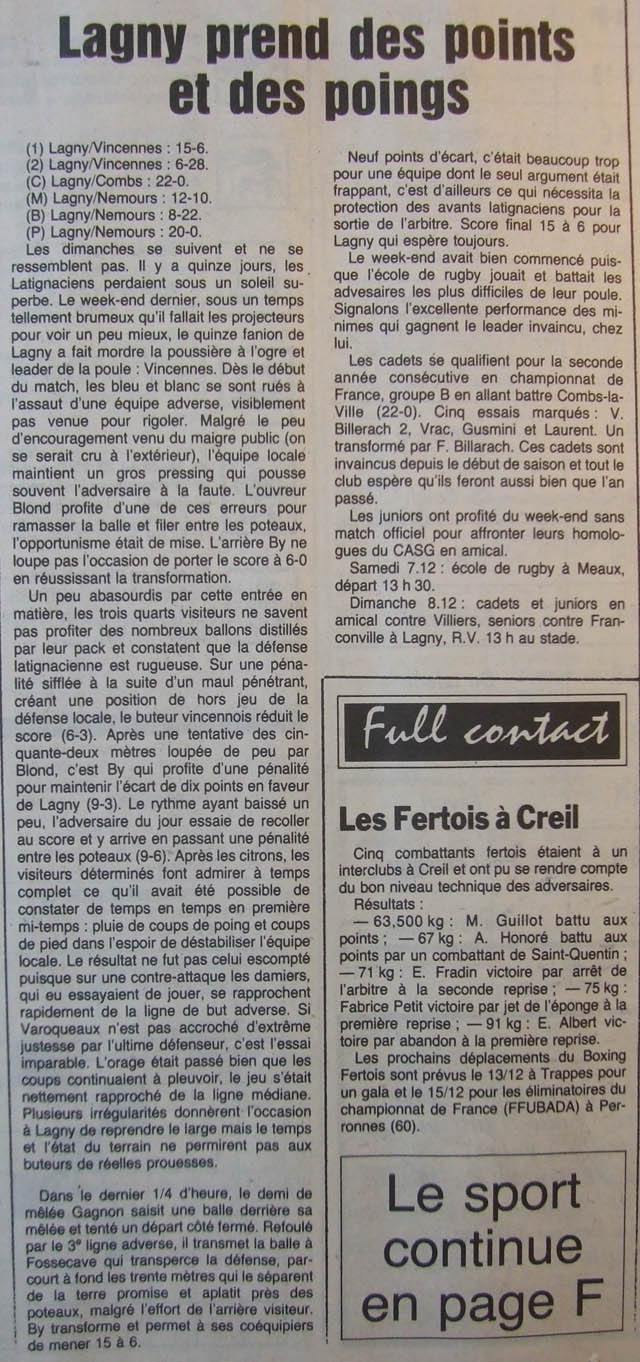 Lagny prend des points
et des poings
(1) Lagny/Vincennes : 15-6.
(2) Lagny/Vincennes : 6-28.
(C) Lagny/Combs : 22-0.
(M) Lagny/Nemours : 12-10.
(B) Lagny/Nemours : 8-22.
(P) Lagny/Nemours : 20-0.
Les dimanches se suivent et ne se
ressemblent pas. Il y a quinze jours, les
Latignaciens perdaient sous un soleil su-
perbe. Le week-end dernier, sous un temps
tellement brumeux qu'il fallait les projecteurs
pour voir un peu mieux, le quinze fanion de
Lagny a fait mordre la poussière à l'ogre et
leader de la poule : Vincennes. Dès le début
du match, les bleu et blanc se sont rués à
l'assaut d'une équipe adverse, visiblement
pas venue pour rigoler. Malgré le peu
d'encouragement venu du maigre public (on
se serait cru à l'extérieur), l'équipe locale
maintient un gros pressing qui pousse
souvent l'adversaire à la faute. L'ouvreur
Blond profite d'une de ces erreurs pour
ramasser la balle et filer entre les poteaux,
l'opportunisme était de mise. L'arrière By ne
loupe pas l'occasion de porter le score à 6-0
en réussissant la transformation.
Un peu abasourdis par cette entrée en
matière, les trois quarts visiteurs ne savent
pas profiter des nombreux ballons distillés
par leur pack et constatent que la défense
latignacienne est rugueuse. Sur une péna-
lité sifflée à la suite d'un maul pénétrant,
créant une position de hors jeu de la
défense locale, le buteur vincennois réduit le
score (6-3). Après une tentative des cin-
quante-deux mètres loupée de peu par
Blond, c'est By qui profite d'une pénalité
pour maintenir l'écart de dix points en faveur
de Lagny (9-3). Le rythme ayant baissé un
peu, l'adversaire du jour essaie de recoller
au score et y arrive en passant une pénalité
entre les poteaux (9-6). Après les citrons, les
visiteurs déterminés font admirer à temps
complet ce qu'il avait été possible de
constater de temps en temps en première
mi-temps : pluie de coups de poing et coups
de pied dans l'espoir de déstabiliser l'équipe
locale. Le résultat ne fut pas celui escompté
puisque sur une contre-attaque les damiers,
qui eu essayaient de jouer, se rapprochent
rapidement de la ligne de but adverse. Si
Varoqueaux n'est pas accroché d'extrême
justesse par l'ultime défenseur, c'est l'essai
imparable. L'orage était passé bien que les
coups continuaient à pleuvoir, le jeu s'était
nettement rapproché de la ligne médiane.
Plusieurs irrégularités donnèrent l'occasion
à Lagny de reprendre le large mais le temps
et l'état du terrain ne permirent pas aux
buteurs de réelles prouesses.
Dans le dernier 1/4 d'heure, le demi de
mêlée Gagnon saisit une balle derrière sa
mêlée et tenté un départ côté fermé. Refoulé
par le 3e ligne adverse, il transmet la balle à
Fossecave qui transperce la défense, par-
court à fond les trente mètres qui le séparent
de la terre promise et aplatit près des
poteaux, malgré l'effort de l'arrière visiteur.
By transforme et permet à ses coéquipiers
de mener 15 à 6.
Neuf points d'écart, c'était beaucoup trop
pour une équipe dont le seul argument était
frappant, c'est d'ailleurs ce qui nécessita la
protection des avants latignaciens pour la
sortie de l'arbitre. Score final 15 à 6 pour
Lagny qui espère toujours.
Le week-end avait bien commencé puis-
que l'école de rugby jouait et battait les
advesaires les plus difficiles de leur poule.
Signalons l'excellente performance des mi-
nimes qui gagnent le leader invaincu, chez
lui.
Les cadets se qualifient pour la seconde
année consécutive en championnat de
France, groupe B en allant battre Combs-la-
Ville (22-0). Cinq essais marqués : V.
Billerach 2, Vrac, Gusmini et Laurent. Un
transformé par F. Billarach. Ces cadets sont
invaincus depuis le début de saison et tout le
club espère qu'ils feront aussi bien que l'an
passé.
Les juniors ont profité du week-end sans
match officiel pour affronter leurs homolo-
gues du CASG en amical.
Samedi 7.12 : école de rugby à Meaux,
départ 13 h 30.
Dimanche 8.12 : cadets et juniors en
amical contre Villiers, seniors contre Fran-
conville à Lagny, R.V. 13 h au stade.
Full contact
Les Fertois à Creil
Cinq combattants fertois étaient à un
interclubs à Creil et ont pu se rendre compte
du bon niveau technique des adversaires.
Résultats :
— 63,500 kg : M. Guillot battu aux
points ; — 67 kg : A. Honoré battu aux
points par un combattant de Saint-Quentin ;
— 71 kg : E. Fradin victoire par arrêt de
l'arbitre à la seconde reprise ; — 75 kg :
Fabrice Petit victoire par jet de l'éponge à la
première reprise ; — 91 kg : E. Albert vic-
toire par abandon à la première reprise.
Les prochains déplacements du Boxing
Fertois sont prévus le 13/12 à Trappes pour
un gala et le 15/12 pour les éliminatoires du
championnat de France (FFUBADA) à Per-
ronnes (60).
Le sport
continue
en page F